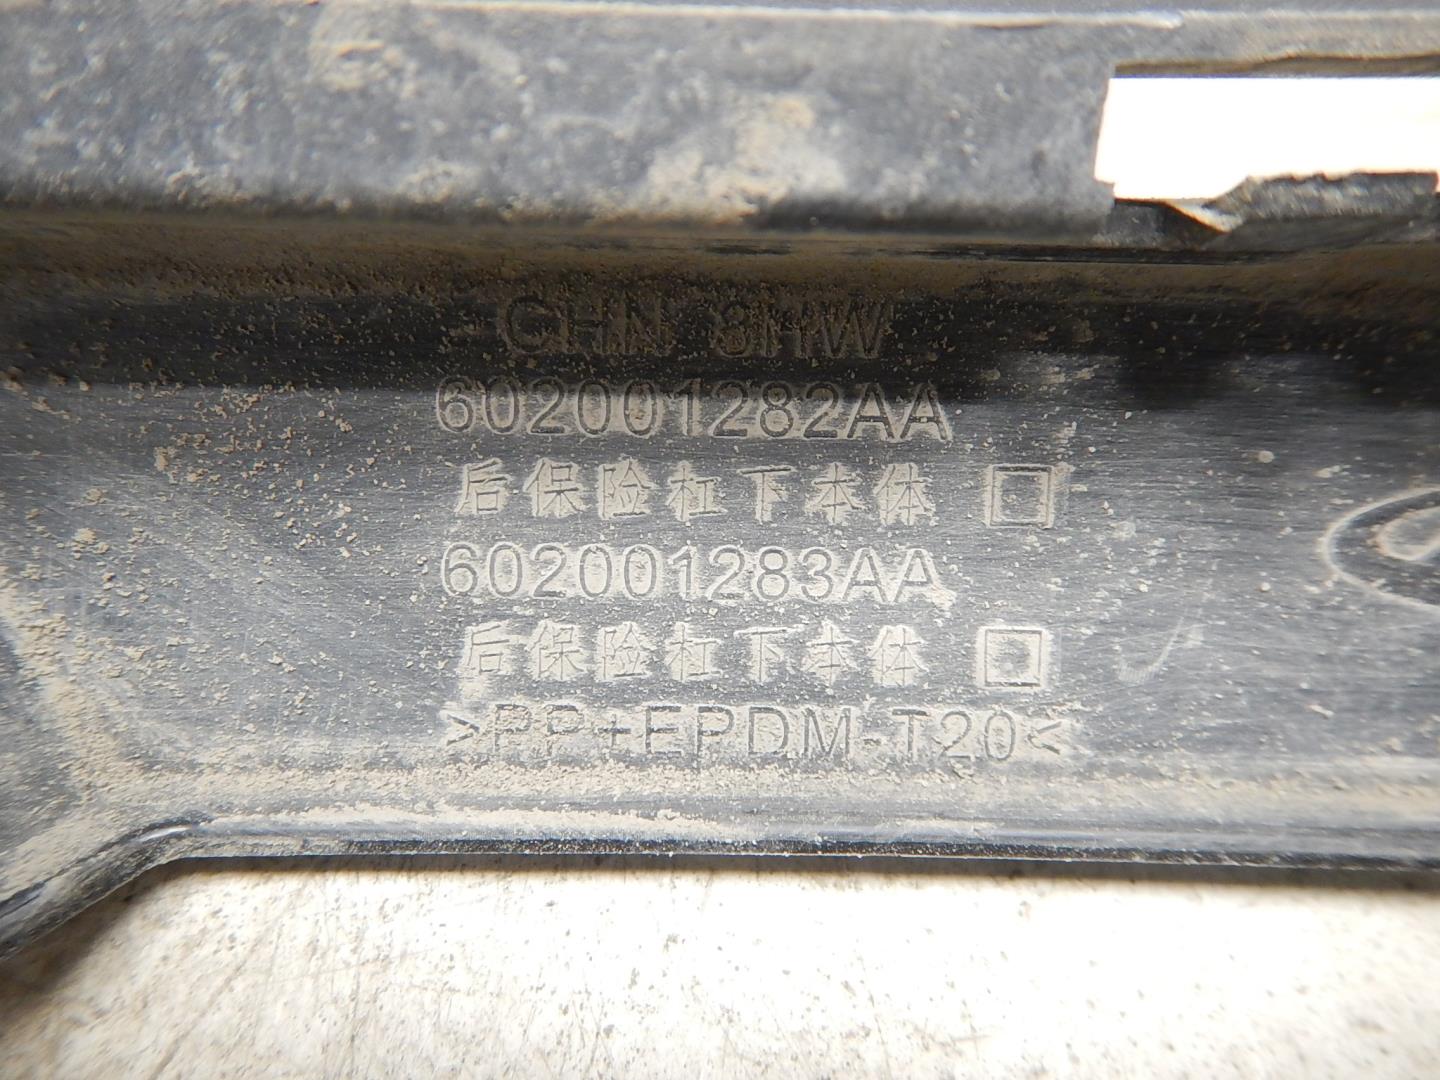 CHN 8HW
602001282AA
后保险杠下本体 □
602001283AA
后保险杠下本体 □
>PP+EPDM-T20<